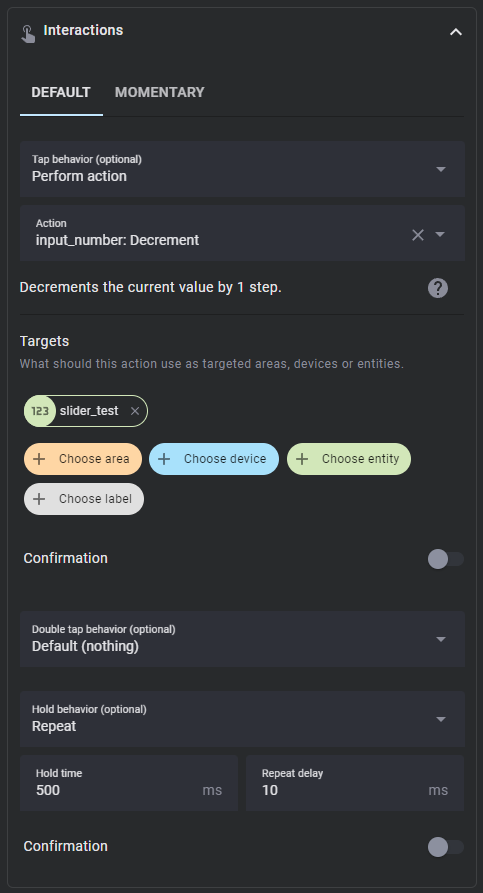 Interactions
DEFAULT MOMENTARY
Tap behavior (optional)
Perform action
Action
input_number: Decrement
Decrements the current value by 1 step.
Targets
What should this action use as targeted areas, devices or entities.
123 slider_test
Choose area Choose device Choose entity
Choose label
Confirmation
Double tap behavior (optional)
Default (nothing)
Hold behavior (optional)
Repeat
Hold time Repeat delay
500 ms 10 ms
Confirmation